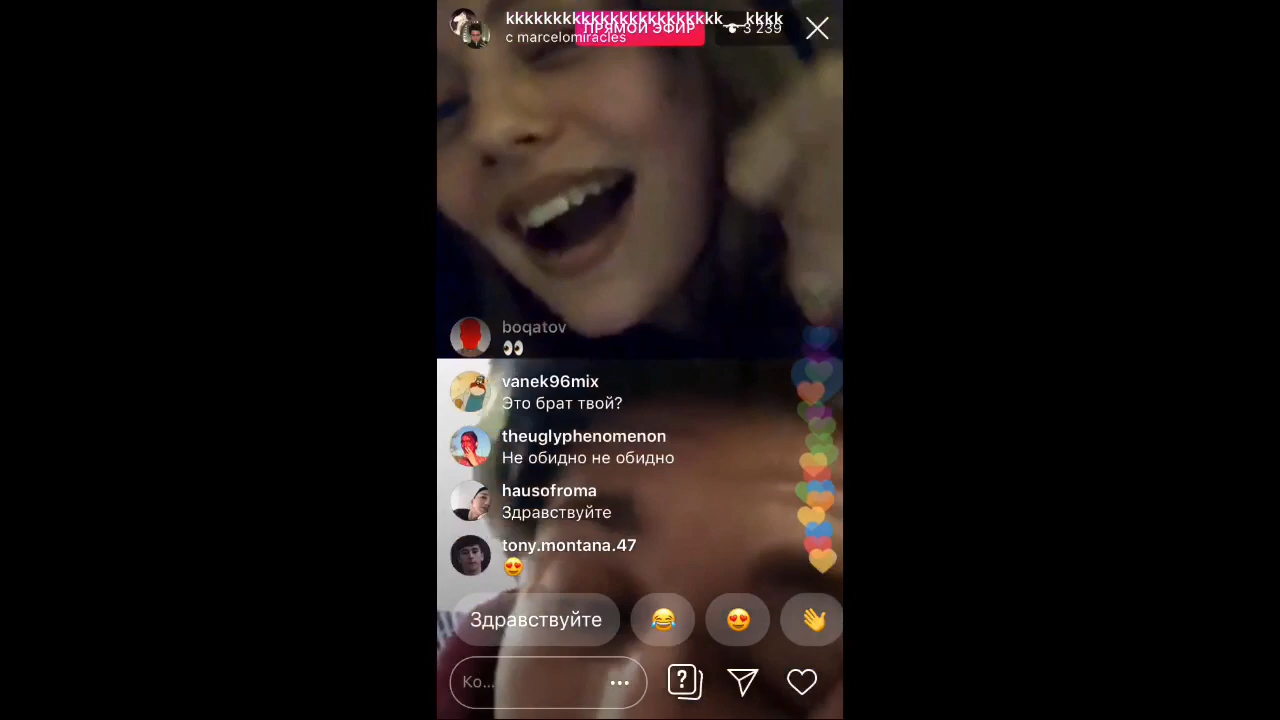 kkkkkkkkkkkkkkkkkkkkkkk__kkkk
с marcelomiracles
ПРЯМОЙ ЭФИР
3 239
boqatov
👀
vanek96mix
Это брат твой?
theuglyphenomenon
Не обидно не обидно
hausofroma
Здравствуйте
tony.montana.47
😍
Здравствуйте 😂 😍 👋
Ко...